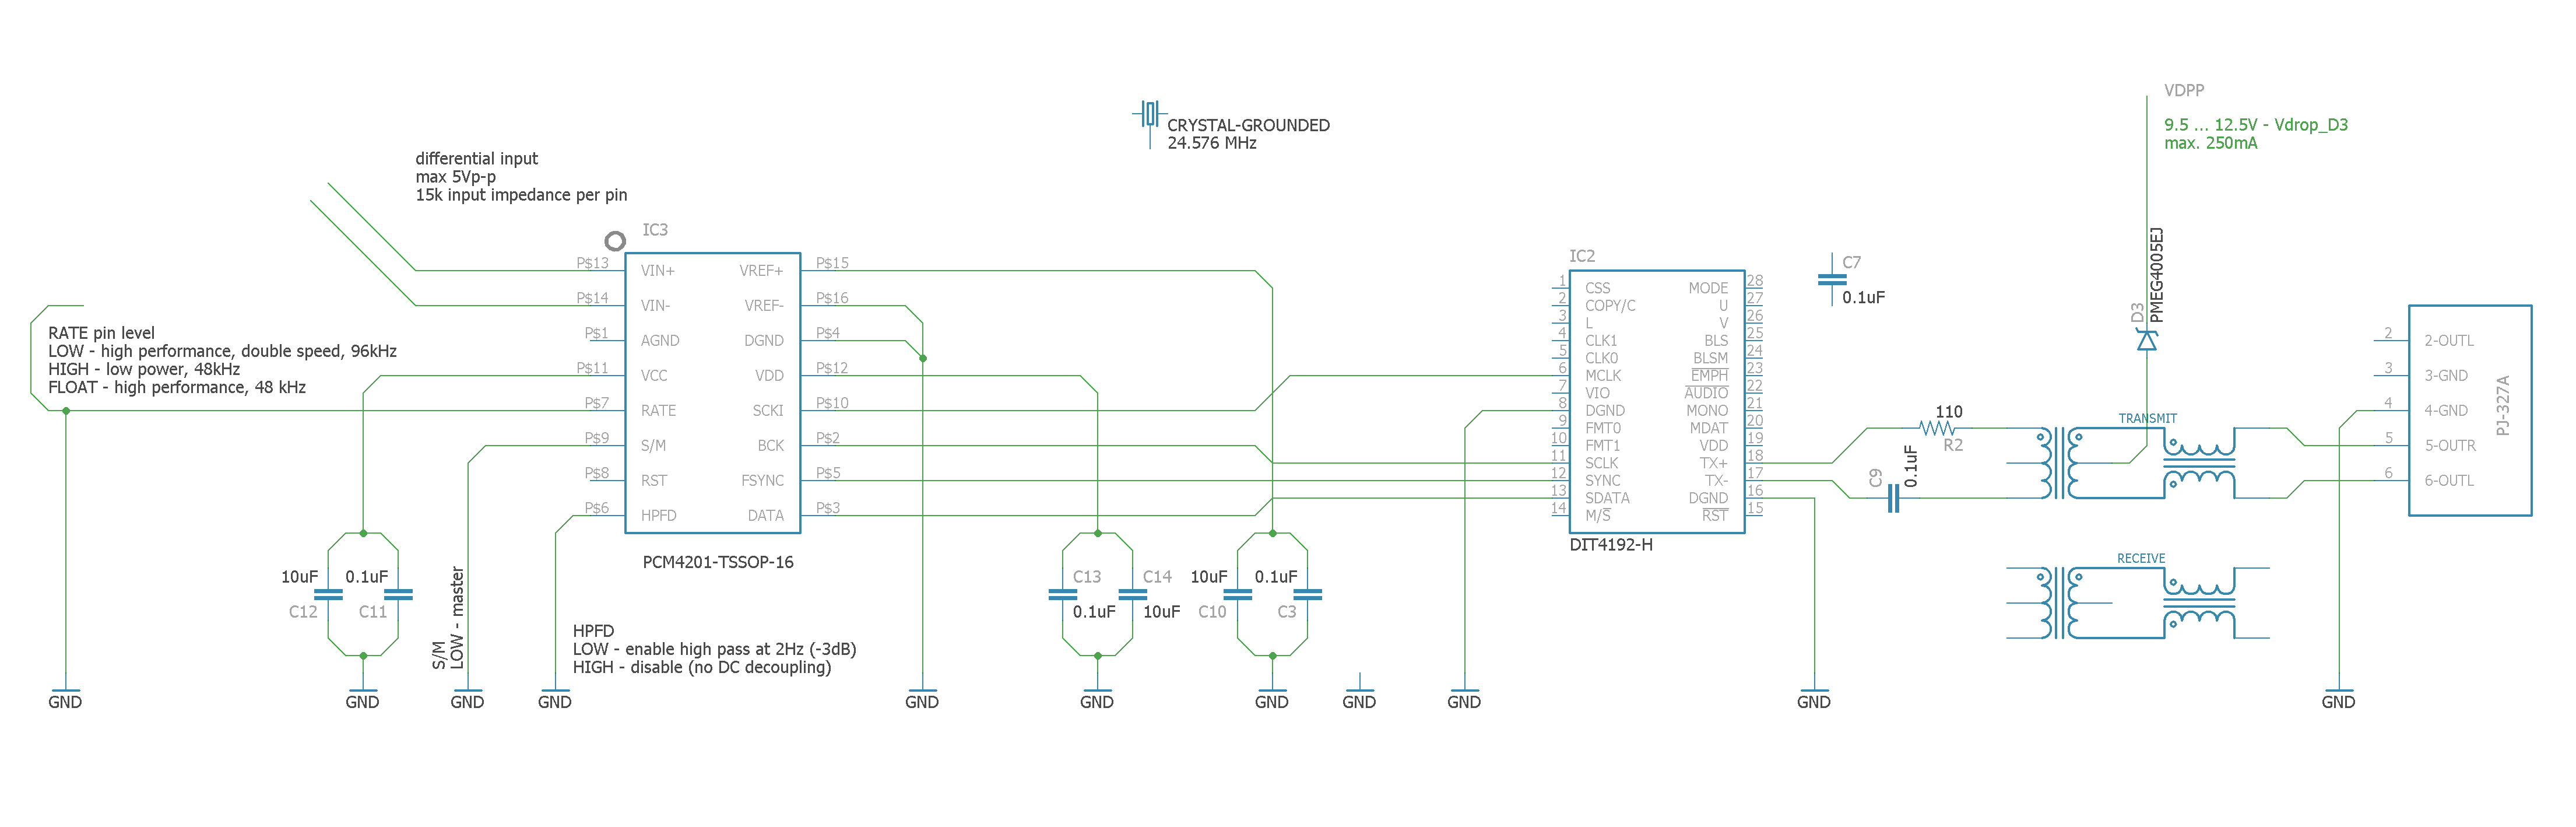 VDPP
9.5 ... 12.5V - Vdrop_D3
max. 250mA
CRYSTAL-GROUNDED
24.576 MHz
differential input
max 5Vp-p
15k input impedance per pin
RATE pin level
LOW - high performance, double speed, 96kHz
HIGH - low power, 48kHz
FLOAT - high performance, 48 kHz
IC3
P$13 VIN+ VREF+ P$15
P$14 VIN- VREF- P$16
P$1 AGND DGND P$4
P$11 VCC VDD P$12
P$7 RATE SCKI P$10
P$9 S/M BCK P$2
P$8 RST FSYNC P$5
P$6 HPFD DATA P$3
PCM4201-TSSOP-16
10uF 0.1uF
C12 C11
S/M
LOW - master
HPFD
LOW - enable high pass at 2Hz (-3dB)
HIGH - disable (no DC decoupling)
C13 C14
0.1uF 10uF
10uF 0.1uF
C10 C3
IC2
1 CSS MODE 28
2 COPY/C U 27
3 L V 26
4 CLK1 BLS 25
5 CLK0 BLSM 24
6 MCLK EMPH 23
7 VIO AUDIO 22
8 DGND MONO 21
9 FMT0 MDAT 20
10 FMT1 VDD 19
11 SCLK TX+ 18
12 SYNC TX- 17
13 SDATA DGND 16
14 M/S RST 15
DIT4192-H
C7
0.1uF
D3
PMEG4005EJ
110
R2
C9
0.1uF
TRANSMIT
RECEIVE
2 2-OUTL
3 3-GND
4 4-GND
5 5-OUTR
6 6-OUTL
PJ-327A
GND GND GND GND GND GND GND GND GND GND GND